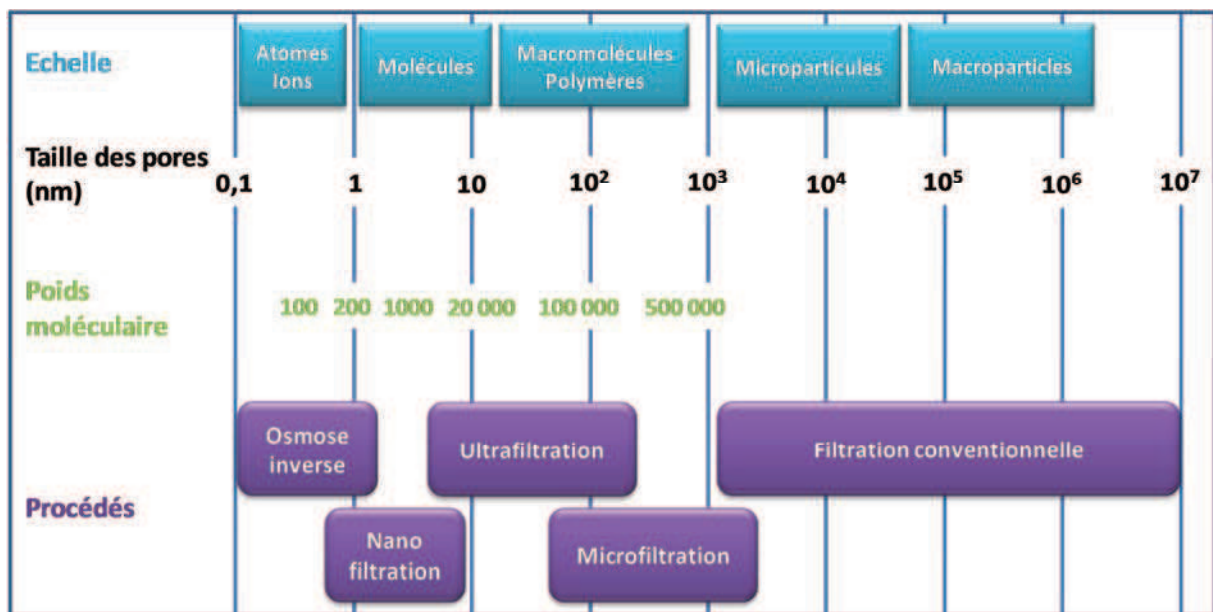 Echelle
Atomes
Ions
Molécules
Macromolécules
Polymères
Microparticules
Macroparticles
Taille des pores
(nm)
0,1 1 10 10² 10³ 10⁴ 10⁵ 10⁶ 10⁷
Poids
moléculaire
100 200 1000 20 000 100 000 500 000
Procédés
Osmose
inverse
Ultrafiltration
Filtration conventionnelle
Nano
filtration
Microfiltration